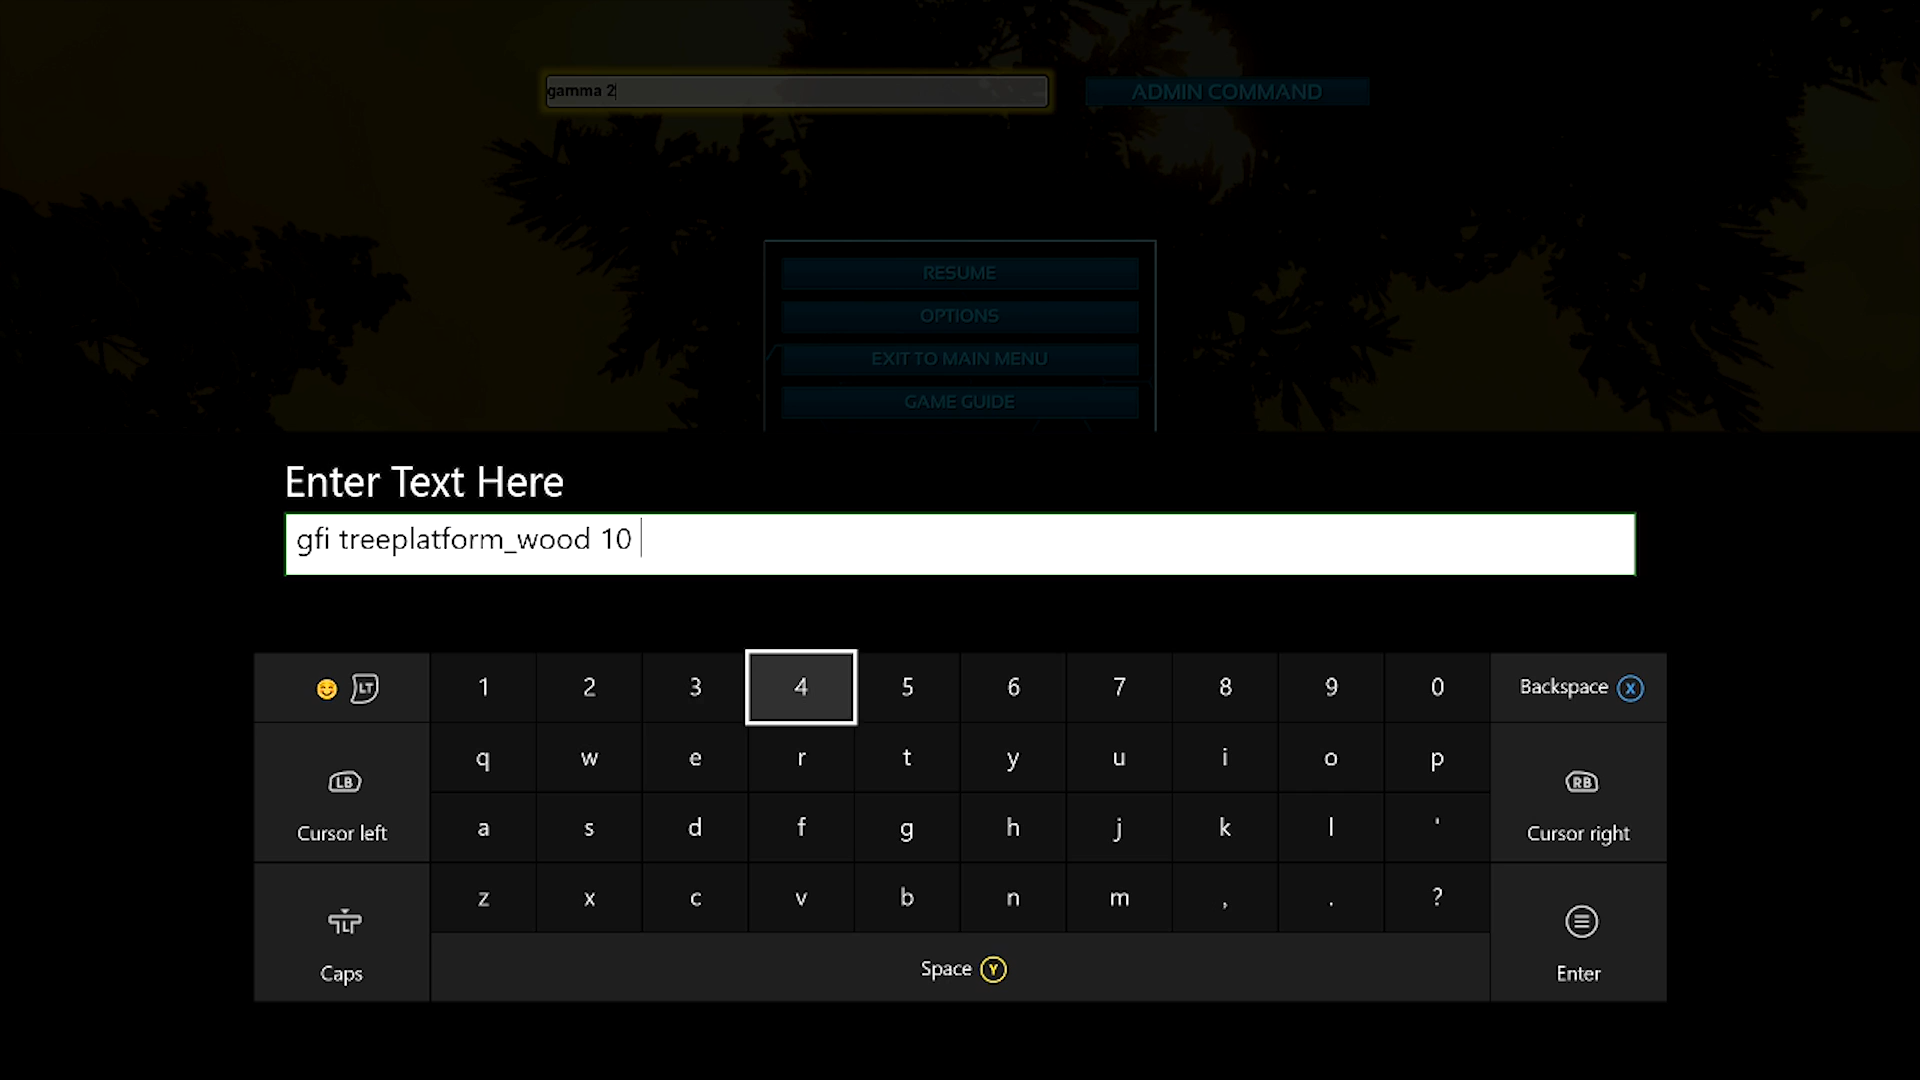 gamma 2
ADMIN COMMAND
RESUME
OPTIONS
EXIT TO MAIN MENU
GAME GUIDE
Enter Text Here
gfi treeplatform_wood 10
LT 1 2 3 4 5 6 7 8 9 0 Backspace X
q w e r t y u i o p
LB Cursor left
RB Cursor right
a s d f g h j k l '
z x c v b n m , . ?
LT Caps
Space Y
Enter